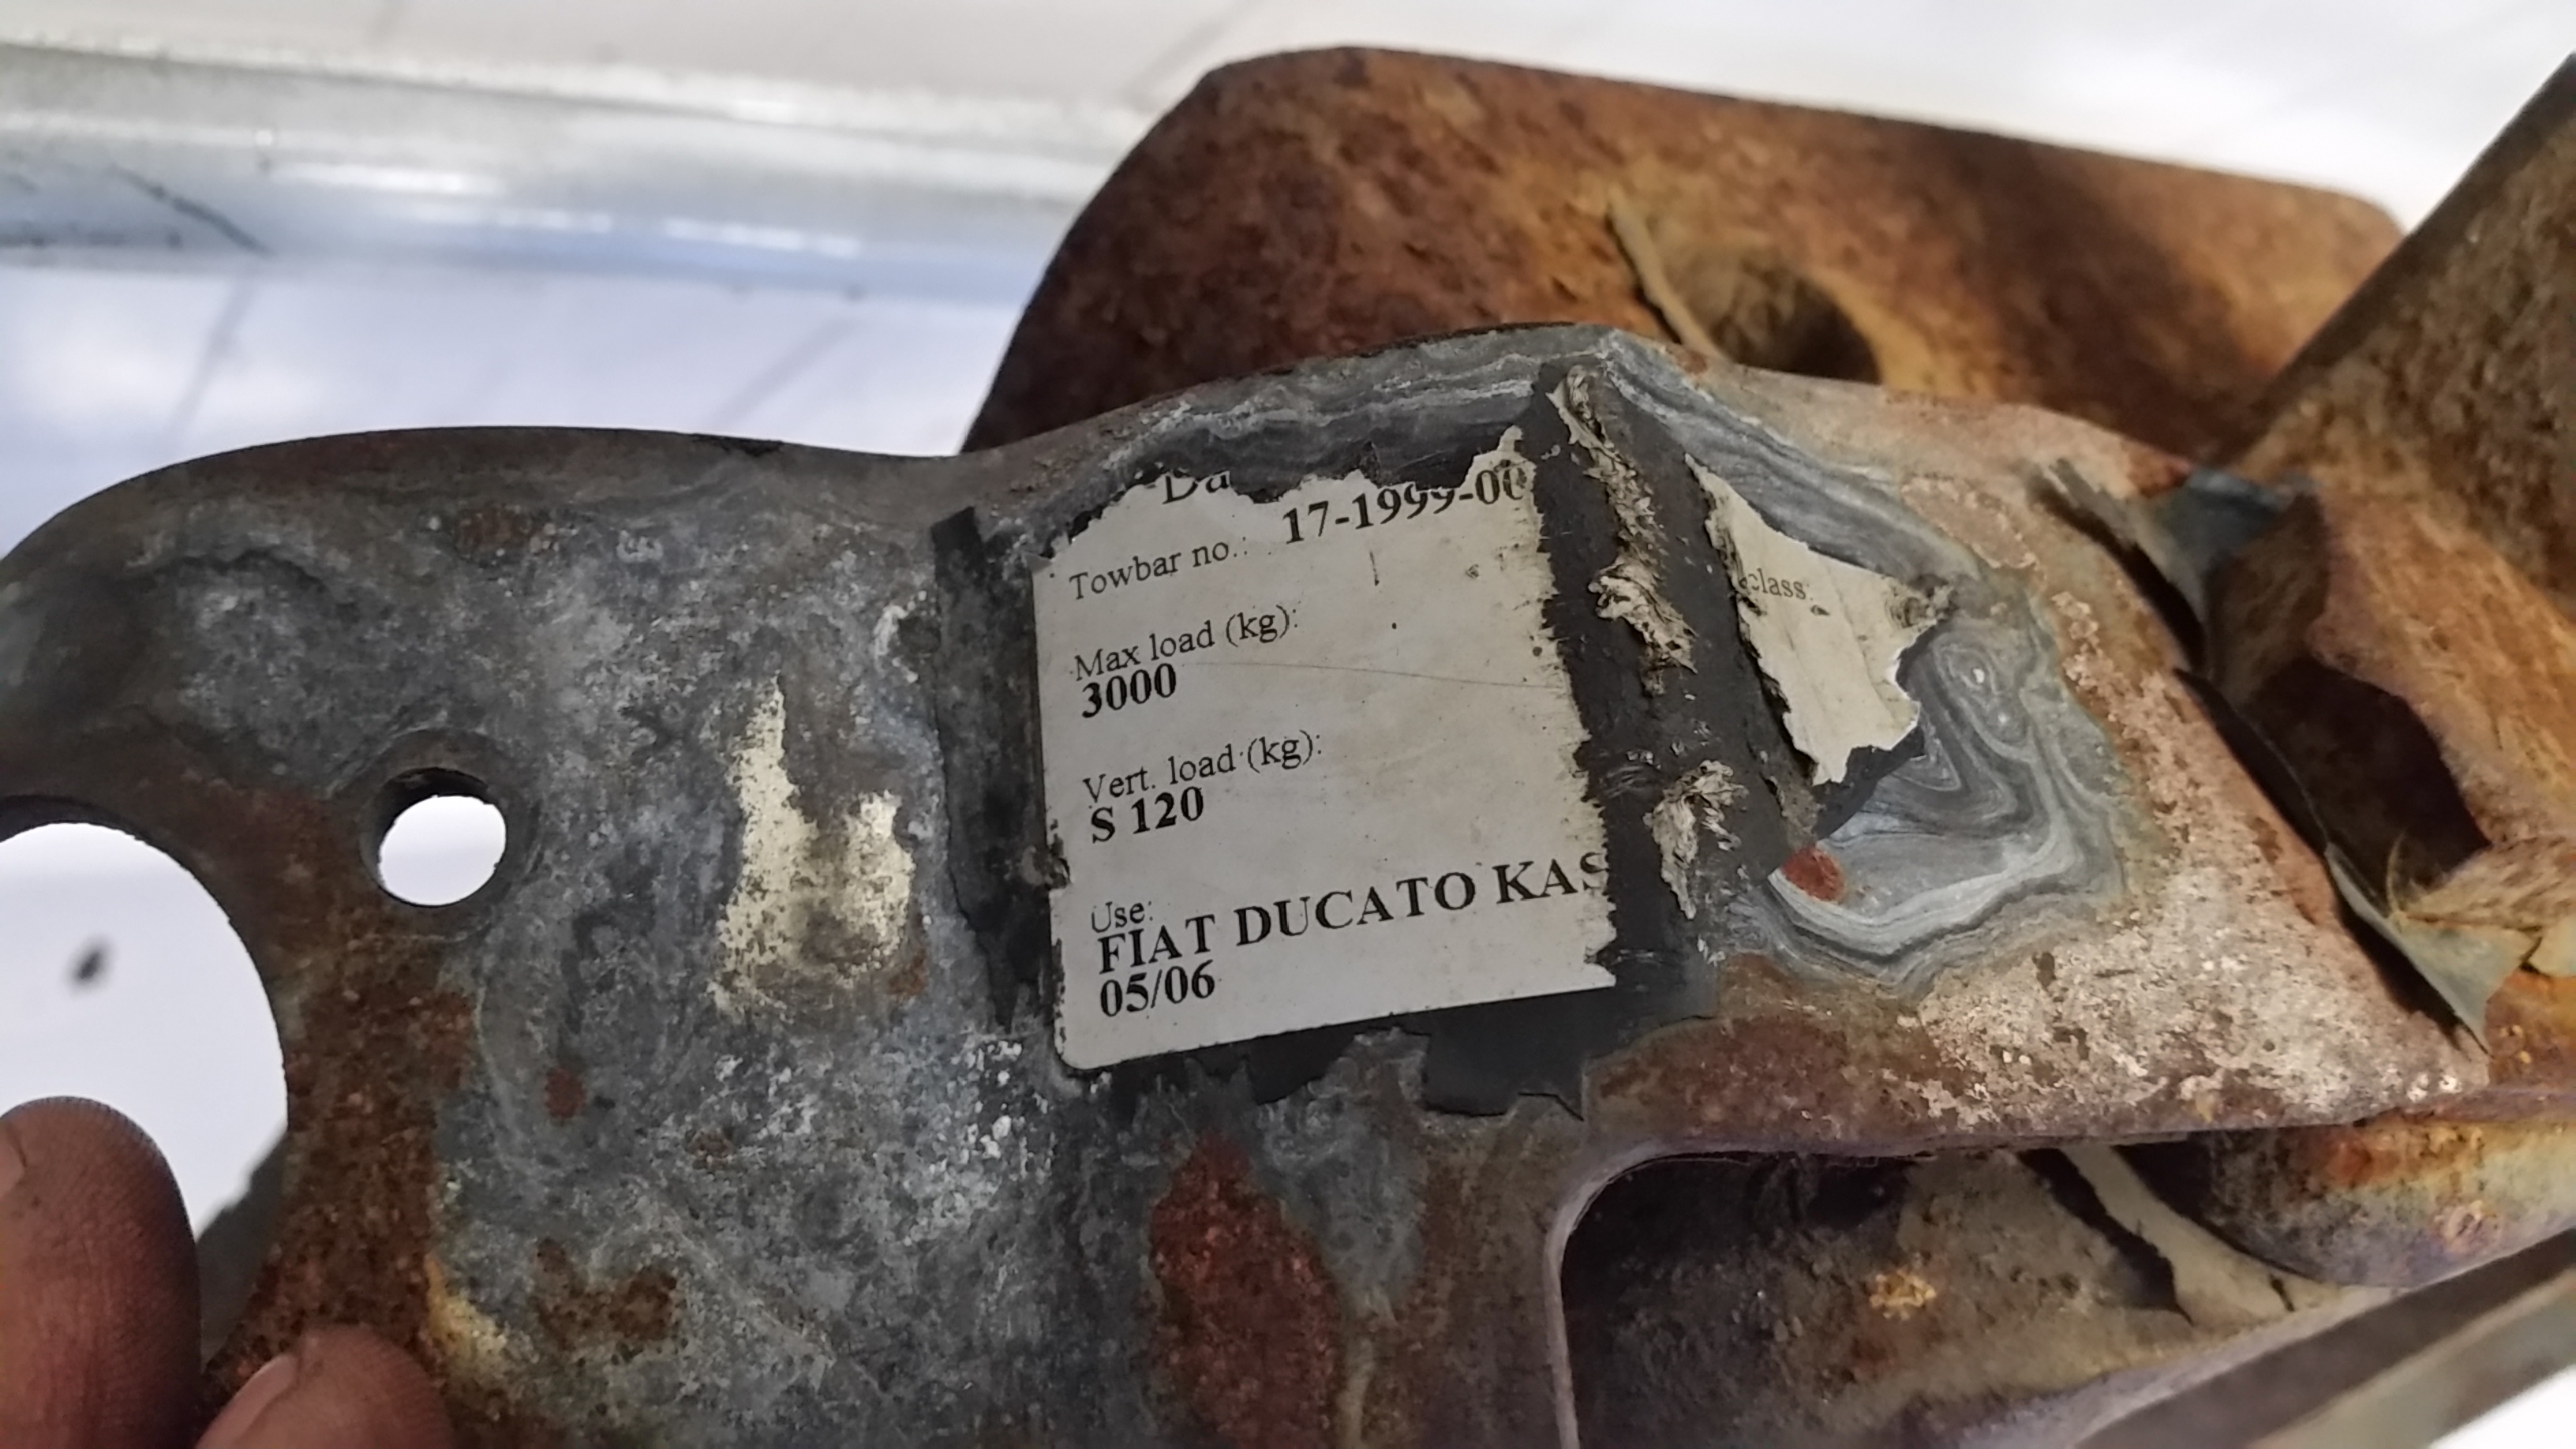 Towbar no.: 17-1999-00
class:
Max load (kg):
3000
Vert. load (kg):
S 120
Use:
FIAT DUCATO KAS
05/06